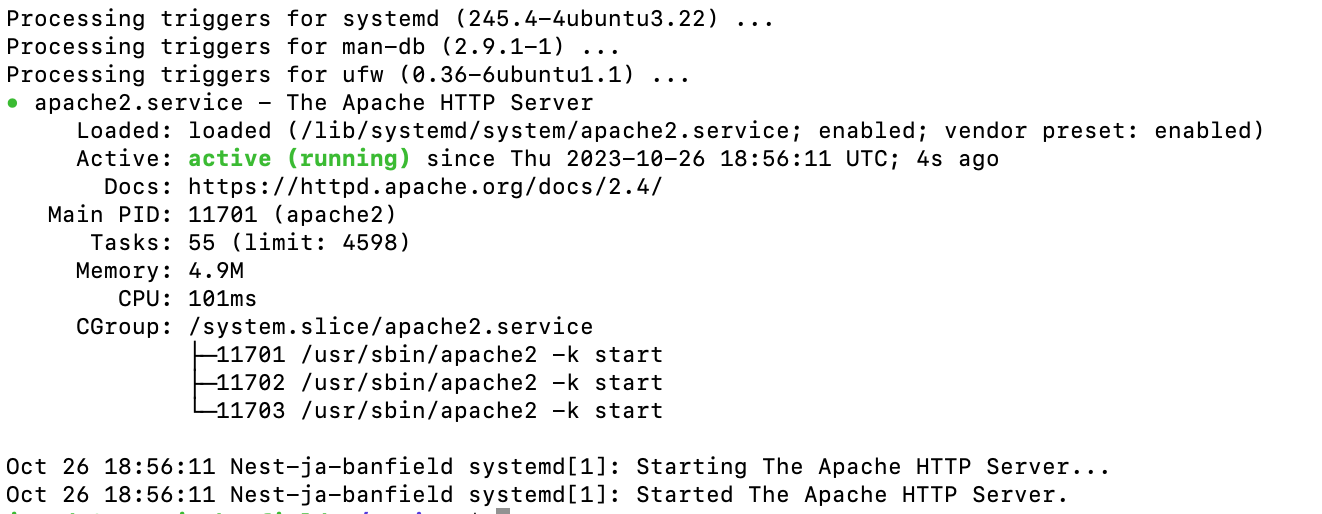 Processing triggers for systemd (245.4-4ubuntu3.22) ...
Processing triggers for man-db (2.9.1-1) ...
Processing triggers for ufw (0.36-6ubuntu1.1) ...
● apache2.service - The Apache HTTP Server
     Loaded: loaded (/lib/systemd/system/apache2.service; enabled; vendor preset: enabled)
     Active: active (running) since Thu 2023-10-26 18:56:11 UTC; 4s ago
       Docs: https://httpd.apache.org/docs/2.4/
   Main PID: 11701 (apache2)
      Tasks: 55 (limit: 4598)
     Memory: 4.9M
        CPU: 101ms
     CGroup: /system.slice/apache2.service
             ├─11701 /usr/sbin/apache2 -k start
             ├─11702 /usr/sbin/apache2 -k start
             └─11703 /usr/sbin/apache2 -k start
Oct 26 18:56:11 Nest-ja-banfield systemd[1]: Starting The Apache HTTP Server...
Oct 26 18:56:11 Nest-ja-banfield systemd[1]: Started The Apache HTTP Server.